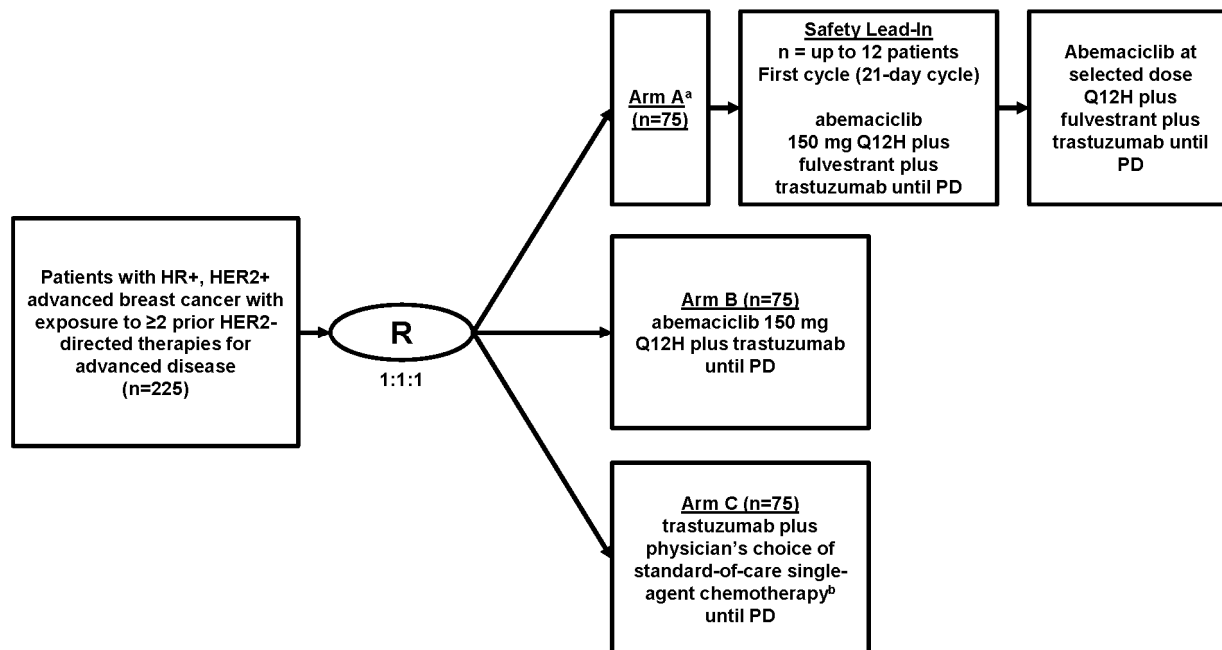 Patients with HR+, HER2+
advanced breast cancer with
exposure to ≥2 prior HER2-
directed therapies for
advanced disease
(n=225)
R
1:1:1
Arm Aᵃ
(n=75)
Safety Lead-In
n = up to 12 patients
First cycle (21-day cycle)
abemaciclib
150 mg Q12H plus
fulvestrant plus
trastuzumab until PD
Abemaciclib at
selected dose
Q12H plus
fulvestrant plus
trastuzumab until
PD
Arm B (n=75)
abemaciclib 150 mg
Q12H plus trastuzumab
until PD
Arm C (n=75)
trastuzumab plus
physician’s choice of
standard-of-care single-
agent chemotherapyᵇ
until PD